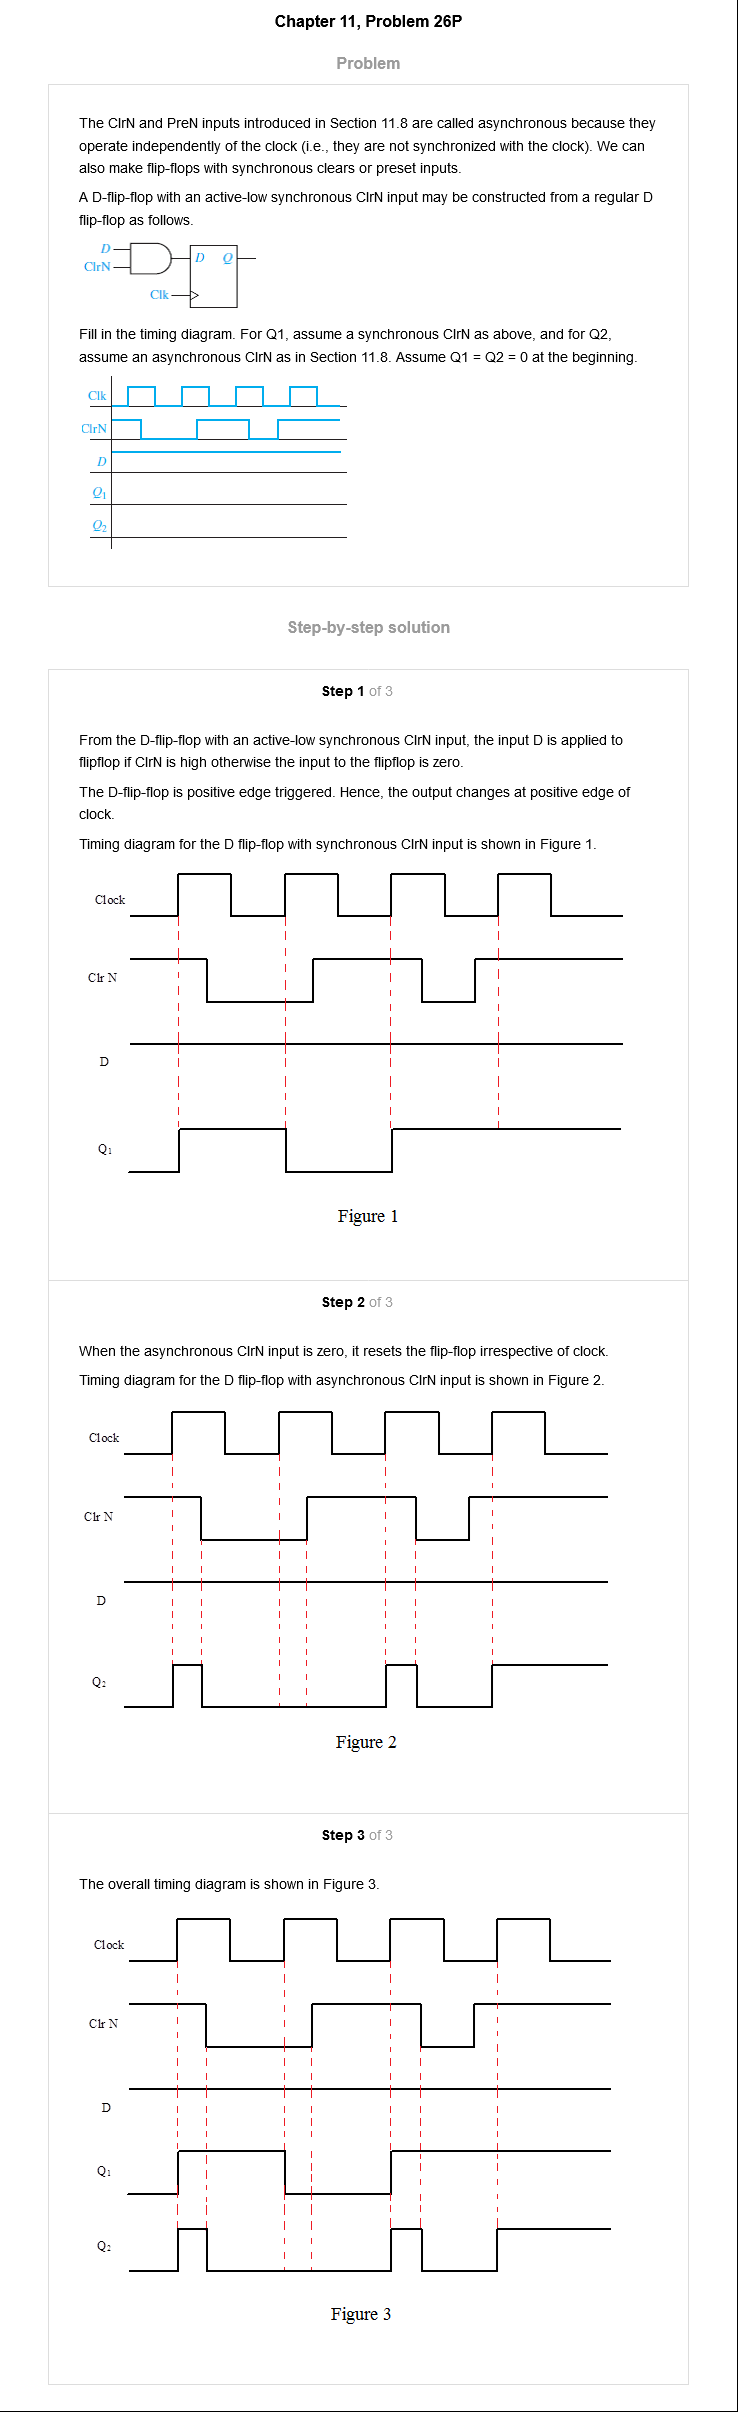 Chapter 11, Problem 26P
Problem
The ClrN and PreN inputs introduced in Section 11.8 are called asynchronous because they
operate independently of the clock (i.e., they are not synchronized with the clock). We can
also make flip-flops with synchronous clears or preset inputs.
A D-flip-flop with an active-low synchronous ClrN input may be constructed from a regular D
flip-flop as follows.
D
ClrN
D Q
Clk
Fill in the timing diagram. For Q1, assume a synchronous ClrN as above, and for Q2,
assume an asynchronous ClrN as in Section 11.8. Assume Q1 = Q2 = 0 at the beginning.
Clk
ClrN
D
Q1
Q2
Step-by-step solution
Step 1 of 3
From the D-flip-flop with an active-low synchronous ClrN input, the input D is applied to
flipflop if ClrN is high otherwise the input to the flipflop is zero.
The D-flip-flop is positive edge triggered. Hence, the output changes at positive edge of
clock.
Timing diagram for the D flip-flop with synchronous ClrN input is shown in Figure 1.
Clock
Clr N
D
Q1
Figure 1
Step 2 of 3
When the asynchronous ClrN input is zero, it resets the flip-flop irrespective of clock.
Timing diagram for the D flip-flop with asynchronous ClrN input is shown in Figure 2.
Clock
Clr N
D
Q2
Figure 2
Step 3 of 3
The overall timing diagram is shown in Figure 3.
Clock
Clr N
D
Q1
Q2
Figure 3